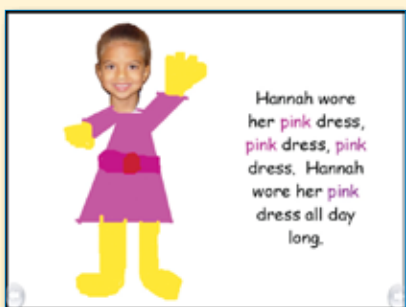 Hannah wore
her pink dress,
pink dress, pink
dress. Hannah
wore her pink
dress all day
long.